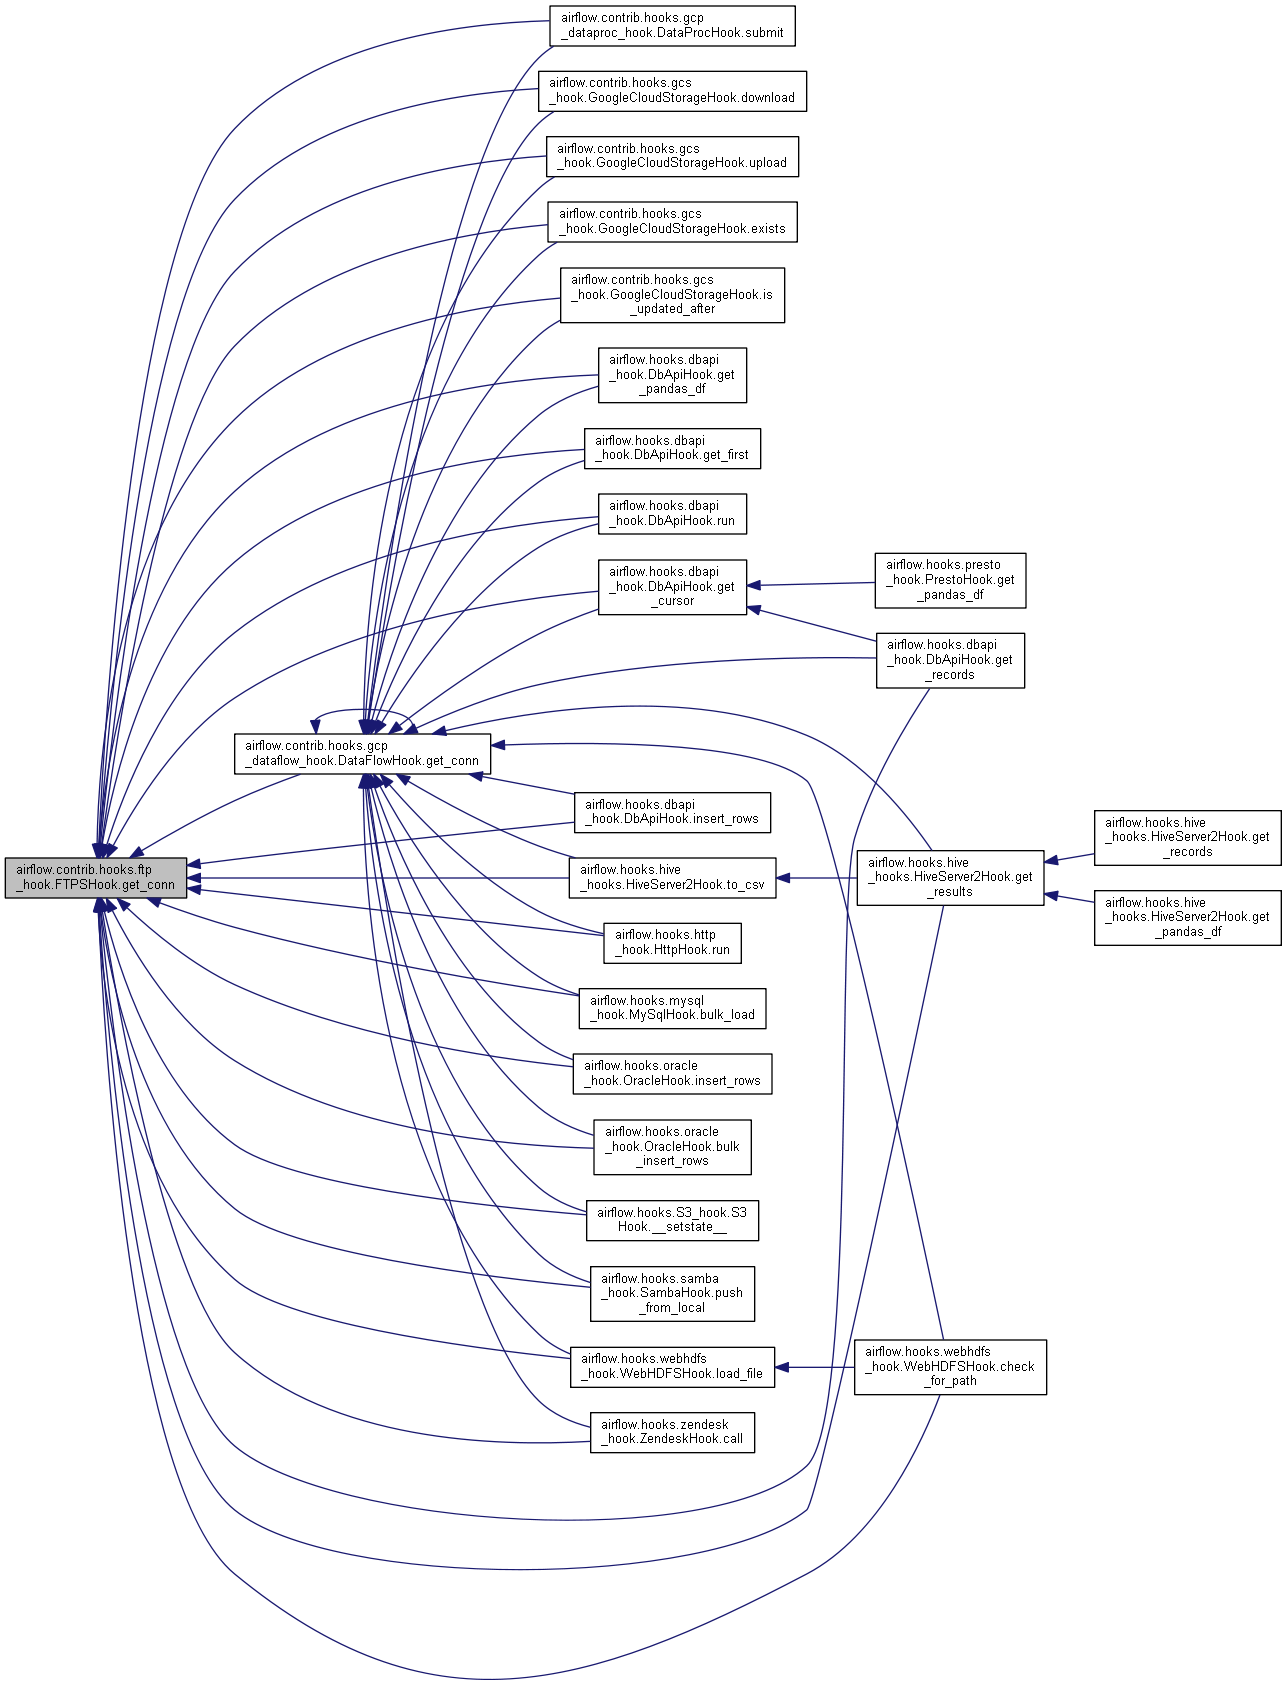 airflow.contrib.hooks.gcp
_dataproc_hook.DataProcHook.submit
airflow.contrib.hooks.gcs
_hook.GoogleCloudStorageHook.download
airflow.contrib.hooks.gcs
_hook.GoogleCloudStorageHook.upload
airflow.contrib.hooks.gcs
_hook.GoogleCloudStorageHook.exists
airflow.contrib.hooks.gcs
_hook.GoogleCloudStorageHook.is
_updated_after
airflow.hooks.dbapi
_hook.DbApiHook.get
_pandas_df
airflow.hooks.dbapi
_hook.DbApiHook.get_first
airflow.hooks.dbapi
_hook.DbApiHook.run
airflow.hooks.dbapi
_hook.DbApiHook.get
_cursor
airflow.hooks.presto
_hook.PrestoHook.get
_pandas_df
airflow.hooks.dbapi
_hook.DbApiHook.get
_records
airflow.contrib.hooks.gcp
_dataflow_hook.DataFlowHook.get_conn
airflow.hooks.dbapi
_hook.DbApiHook.insert_rows
airflow.contrib.hooks.ftp
_hook.FTPSHook.get_conn
airflow.hooks.hive
_hooks.HiveServer2Hook.to_csv
airflow.hooks.hive
_hooks.HiveServer2Hook.get
_results
airflow.hooks.hive
_hooks.HiveServer2Hook.get
_records
airflow.hooks.hive
_hooks.HiveServer2Hook.get
_pandas_df
airflow.hooks.http
_hook.HttpHook.run
airflow.hooks.mysql
_hook.MySqlHook.bulk_load
airflow.hooks.oracle
_hook.OracleHook.insert_rows
airflow.hooks.oracle
_hook.OracleHook.bulk
_insert_rows
airflow.hooks.S3_hook.S3
Hook.__setstate__
airflow.hooks.samba
_hook.SambaHook.push
_from_local
airflow.hooks.webhdfs
_hook.WebHDFSHook.load_file
airflow.hooks.webhdfs
_hook.WebHDFSHook.check
_for_path
airflow.hooks.zendesk
_hook.ZendeskHook.call